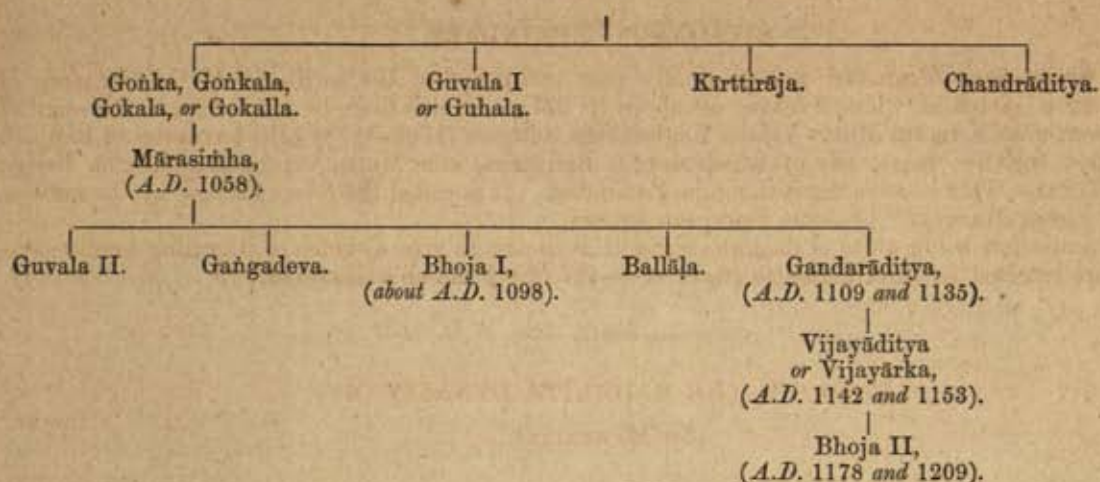 Goṅka, Goṅkala,
Gokala, or Gokalla.
Guvala I
or Guhala.
Kīrttirāja.
Chandrāditya.
Mārasiṁha,
(A.D. 1058).
Guvala II.
Gaṅgadeva.
Bhoja I,
(about A.D. 1098).
Ballāḷa.
Gandarāditya,
(A.D. 1109 and 1135).
Vijayāditya
or Vijayārka,
(A.D. 1142 and 1153).
Bhoja II,
(A.D. 1178 and 1209).